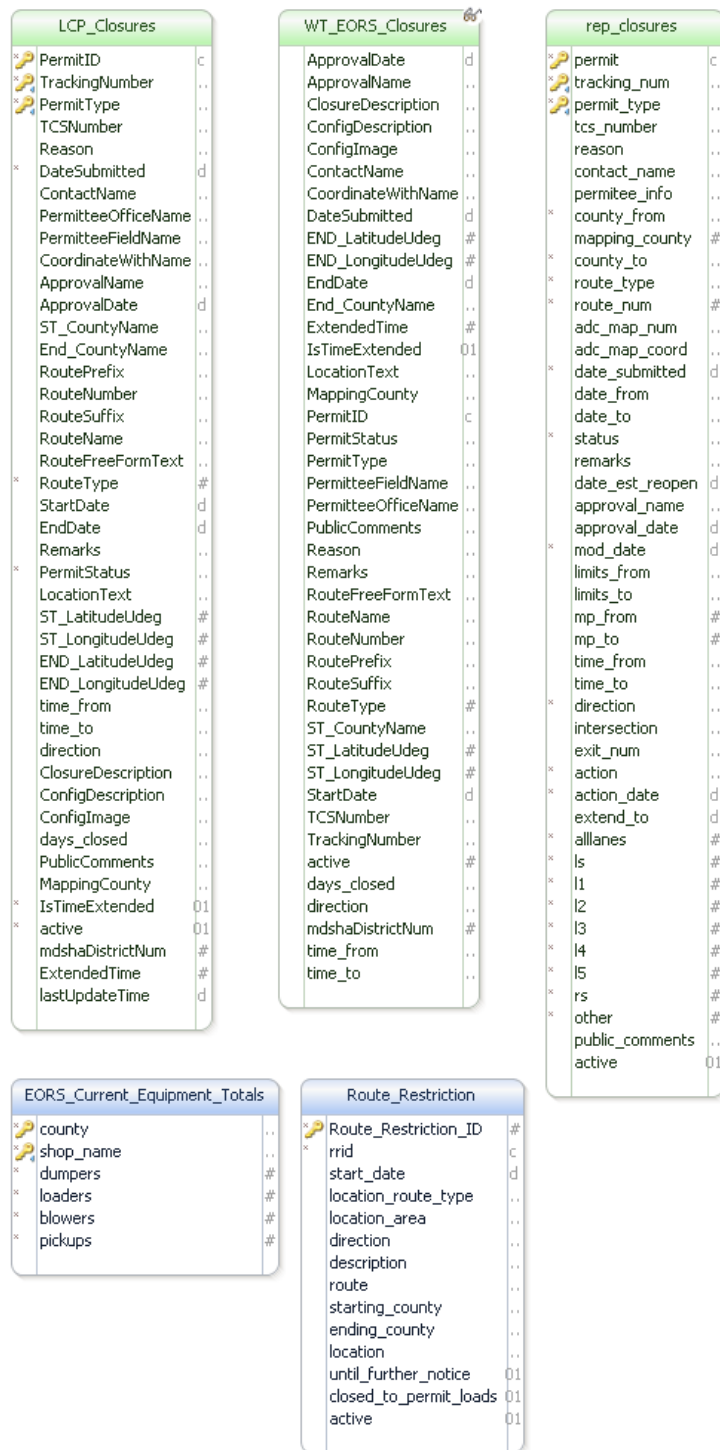 LCP_Closures
PermitID c
TrackingNumber ..
PermitType ..
TCSNumber ..
Reason ..
* DateSubmitted d
ContactName ..
PermitteeOfficeName ..
PermitteeFieldName ..
CoordinateWithName ..
ApprovalName ..
ApprovalDate d
ST_CountyName ..
End_CountyName ..
RoutePrefix ..
RouteNumber ..
RouteSuffix ..
RouteName ..
RouteFreeFormText ..
* RouteType #
StartDate d
EndDate d
Remarks ..
* PermitStatus ..
LocationText ..
ST_LatitudeUdeg #
ST_LongitudeUdeg #
END_LatitudeUdeg #
END_LongitudeUdeg #
time_from ..
time_to ..
direction ..
ClosureDescription ..
ConfigDescription ..
ConfigImage ..
days_closed ..
PublicComments ..
MappingCounty ..
* IsTimeExtended 01
* active 01
mdshaDistrictNum #
ExtendedTime #
lastUpdateTime d
WT_EORS_Closures
ApprovalDate d
ApprovalName ..
ClosureDescription ..
ConfigDescription ..
ConfigImage ..
ContactName ..
CoordinateWithName ..
DateSubmitted d
END_LatitudeUdeg #
END_LongitudeUdeg #
EndDate d
End_CountyName ..
ExtendedTime #
IsTimeExtended 01
LocationText ..
MappingCounty ..
PermitID c
PermitStatus ..
PermitType ..
PermitteeFieldName ..
PermitteeOfficeName ..
PublicComments ..
Reason ..
Remarks ..
RouteFreeFormText ..
RouteName ..
RouteNumber ..
RoutePrefix ..
RouteSuffix ..
RouteType #
ST_CountyName ..
ST_LatitudeUdeg #
ST_LongitudeUdeg #
StartDate d
TCSNumber ..
TrackingNumber ..
active #
days_closed ..
direction ..
mdshaDistrictNum #
time_from ..
time_to ..
rep_closures
permit c
tracking_num ..
permit_type ..
tcs_number ..
reason ..
contact_name ..
permitee_info ..
* county_from ..
mapping_county #
* county_to ..
* route_type ..
* route_num #
adc_map_num ..
adc_map_coord ..
* date_submitted d
date_from ..
date_to ..
* status ..
remarks ..
date_est_reopen d
approval_name ..
approval_date d
* mod_date d
limits_from ..
limits_to ..
mp_from #
mp_to #
time_from ..
time_to ..
* direction ..
intersection ..
exit_num ..
* action ..
* action_date d
extend_to d
* alllanes #
* ls #
* l1 #
* l2 #
* l3 #
* l4 #
* l5 #
* rs #
* other #
public_comments ..
active 01
EORS_Current_Equipment_Totals
county ..
shop_name ..
* dumpers #
* loaders #
* blowers #
* pickups #
Route_Restriction
Route_Restriction_ID #
* rrid c
start_date d
location_route_type ..
location_area ..
direction ..
description ..
route ..
starting_county ..
ending_county ..
location ..
until_further_notice 01
closed_to_permit_loads 01
active 01